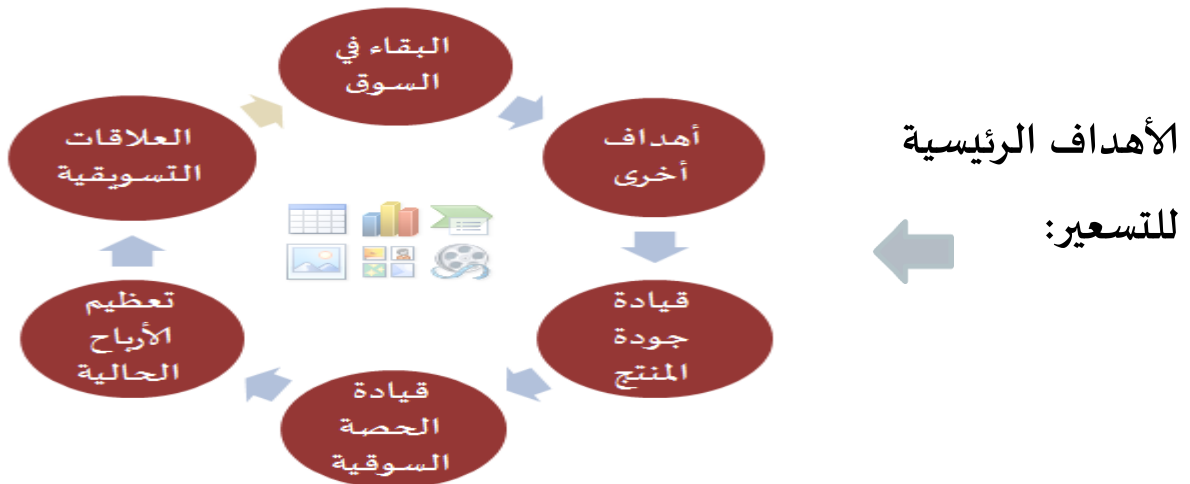 الأهداف الرئيسية
للتسعير:
البقاء في
السوق
أهداف
أخرى
قيادة
جودة
المنتج
قيادة
الحصة
السوقية
تعظيم
الأرباح
الحالية
العلاقات
التسويقية